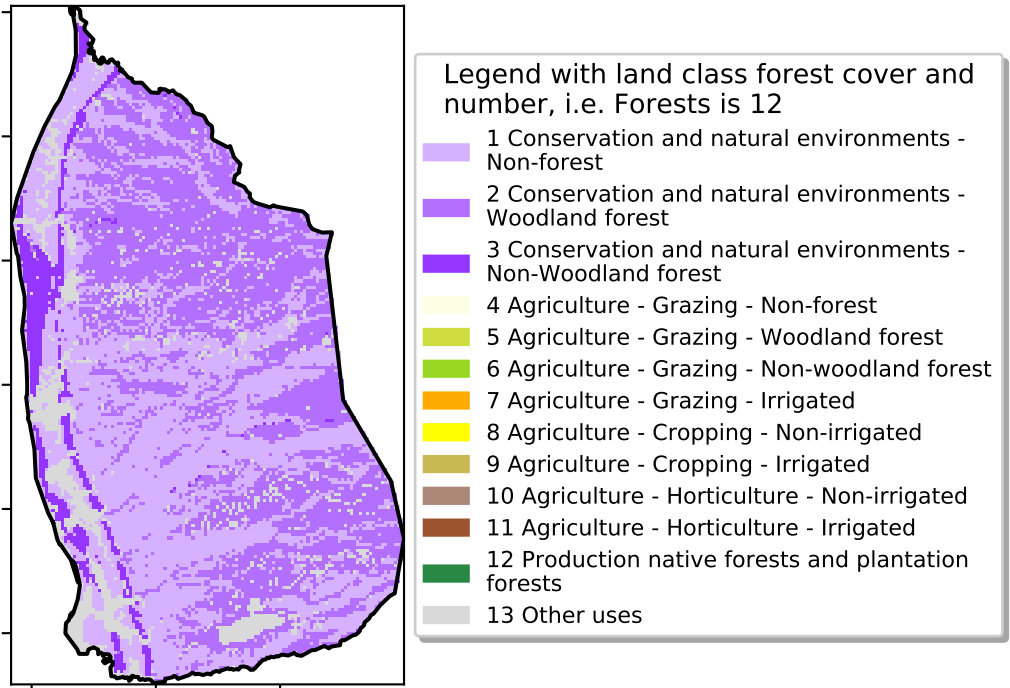 Legend with land class forest cover and
number, i.e. Forests is 12
1 Conservation and natural environments -
Non-forest
2 Conservation and natural environments -
Woodland forest
3 Conservation and natural environments -
Non-Woodland forest
4 Agriculture - Grazing - Non-forest
5 Agriculture - Grazing - Woodland forest
6 Agriculture - Grazing - Non-woodland forest
7 Agriculture - Grazing - Irrigated
8 Agriculture - Cropping - Non-irrigated
9 Agriculture - Cropping - Irrigated
10 Agriculture - Horticulture - Non-irrigated
11 Agriculture - Horticulture - Irrigated
12 Production native forests and plantation
forests
13 Other uses